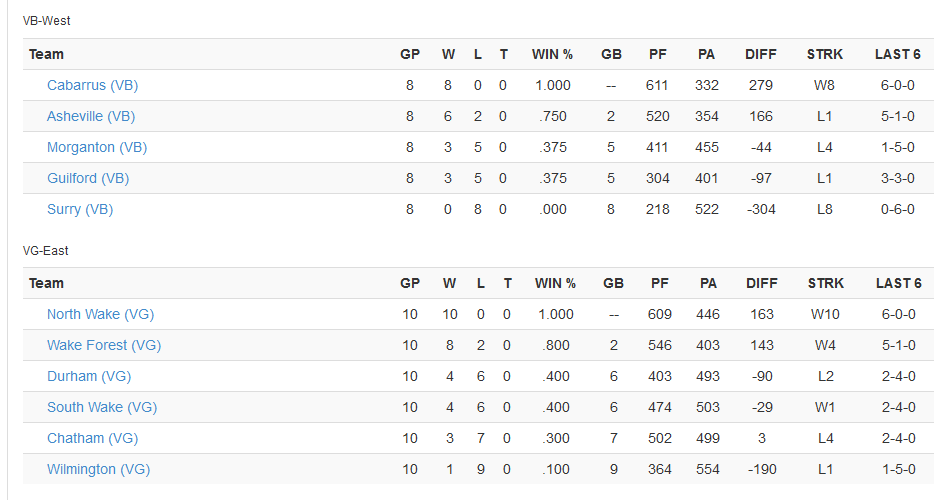 VB-West
Team GP W L T WIN % GB PF PA DIFF STRK LAST 6
Cabarrus (VB) 8 8 0 0 1.000 -- 611 332 279 W8 6-0-0
Asheville (VB) 8 6 2 0 .750 2 520 354 166 L1 5-1-0
Morganton (VB) 8 3 5 0 .375 5 411 455 -44 L4 1-5-0
Guilford (VB) 8 3 5 0 .375 5 304 401 -97 L1 3-3-0
Surry (VB) 8 0 8 0 .000 8 218 522 -304 L8 0-6-0
VG-East
Team GP W L T WIN % GB PF PA DIFF STRK LAST 6
North Wake (VG) 10 10 0 0 1.000 -- 609 446 163 W10 6-0-0
Wake Forest (VG) 10 8 2 0 .800 2 546 403 143 W4 5-1-0
Durham (VG) 10 4 6 0 .400 6 403 493 -90 L2 2-4-0
South Wake (VG) 10 4 6 0 .400 6 474 503 -29 W1 2-4-0
Chatham (VG) 10 3 7 0 .300 7 502 499 3 L4 2-4-0
Wilmington (VG) 10 1 9 0 .100 9 364 554 -190 L1 1-5-0